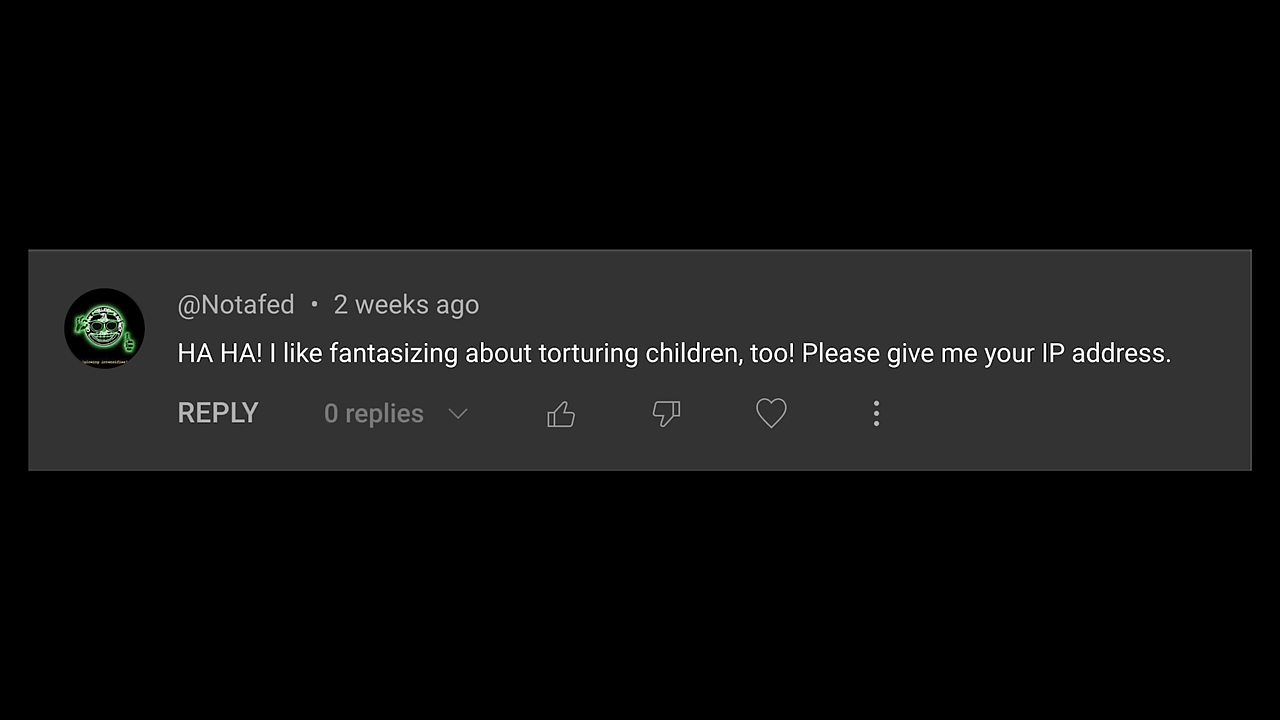 @Notafed • 2 weeks ago
HA HA! I like fantasizing about torturing children, too! Please give me your IP address.
REPLY 0 replies